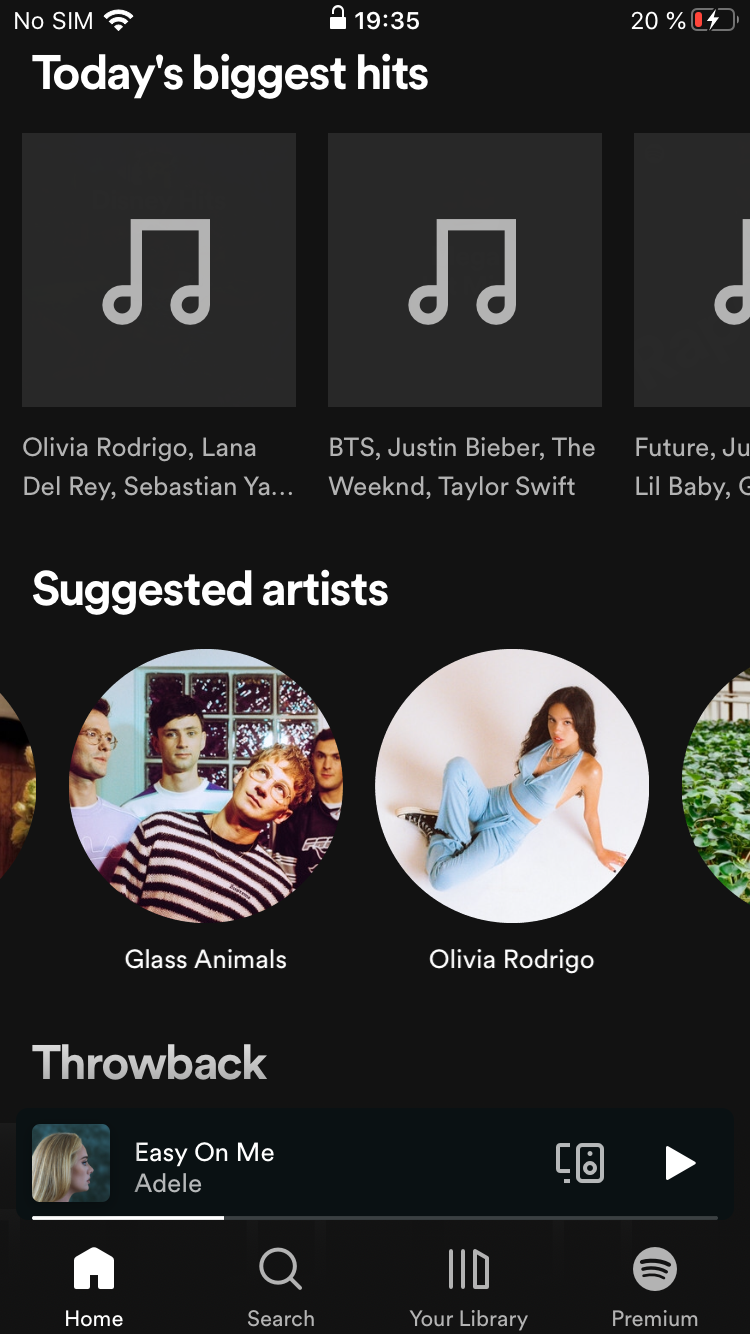 No SIM 19:35 20 %
Today's biggest hits
Olivia Rodrigo, Lana
Del Rey, Sebastian Ya...
BTS, Justin Bieber, The
Weeknd, Taylor Swift
Future, Ju
Lil Baby, G
Suggested artists
Glass Animals
Olivia Rodrigo
Throwback
Easy On Me
Adele
Home
Search
Your Library
Premium